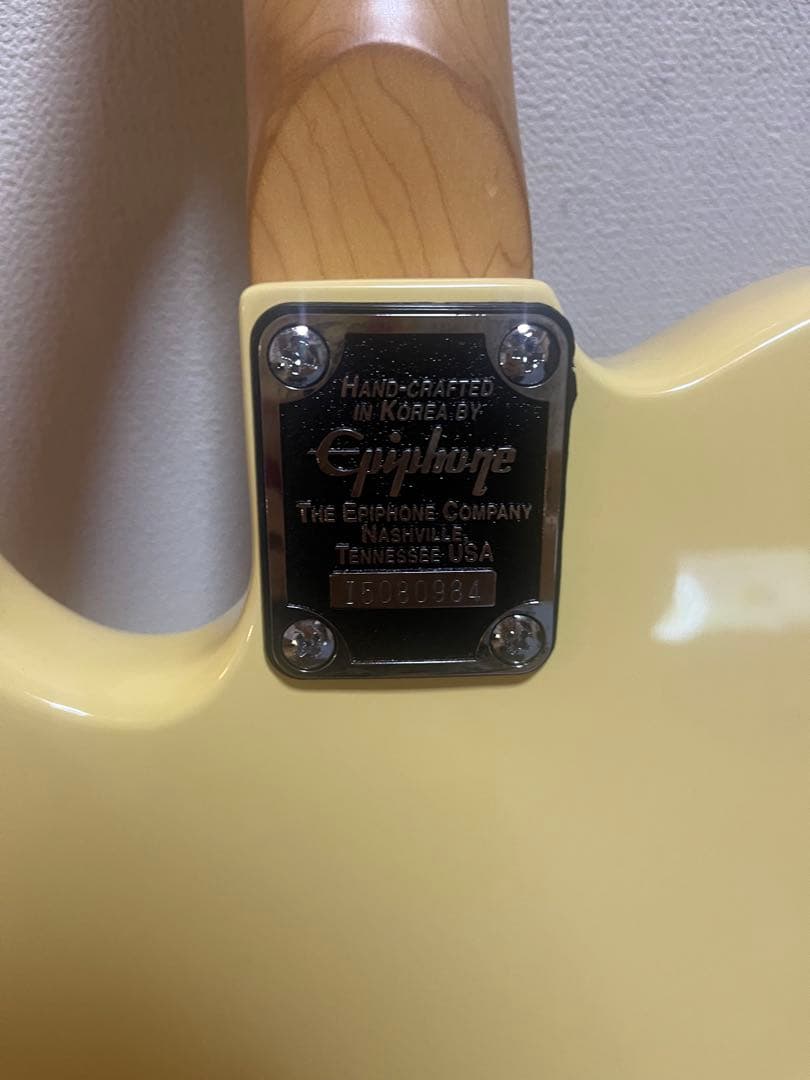 HAND-CRAFTED
IN KOREA BY
Epiphone
THE EPIPHONE COMPANY
NASHVILLE,
TENNESSEE USA
I5080984